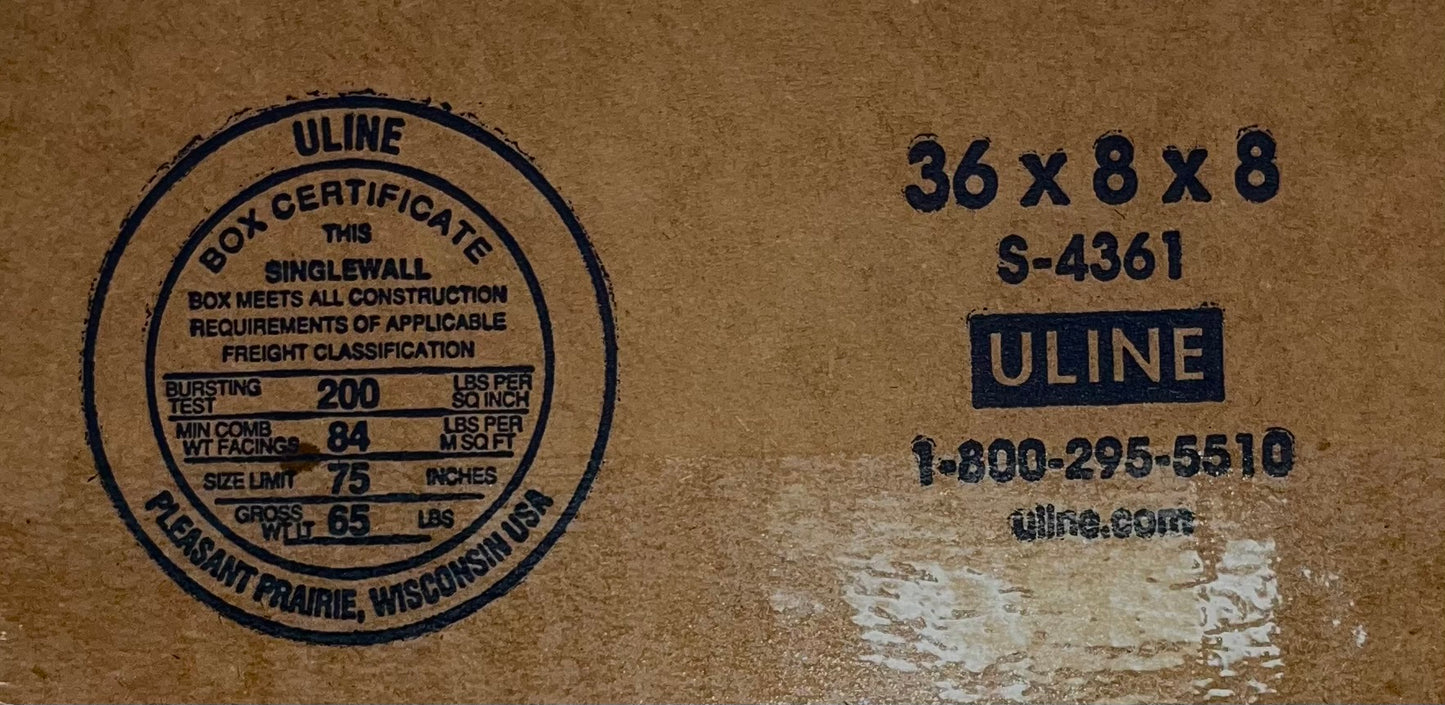 ULINE
BOX CERTIFICATE
THIS
SINGLEWALL
BOX MEETS ALL CONSTRUCTION
REQUIREMENTS OF APPLICABLE
FREIGHT CLASSIFICATION
BURSTING TEST 200 LBS PER SQ INCH
MIN COMB WT FACINGS 84 LBS PER M SQ FT
SIZE LIMIT 75 INCHES
GROSS WT LT 65 LBS
PLEASANT PRAIRIE, WISCONSIN USA
36 x 8 x 8
S-4361
ULINE
1-800-295-5510
uline.com